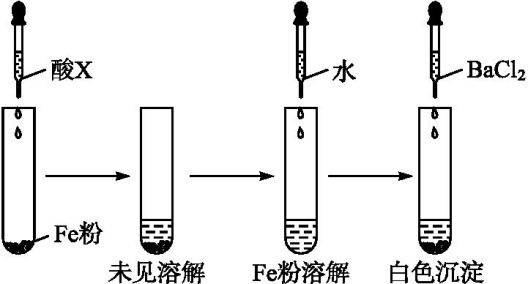 酸X
水
BaCl₂
Fe粉
未见溶解
Fe粉溶解
白色沉淀